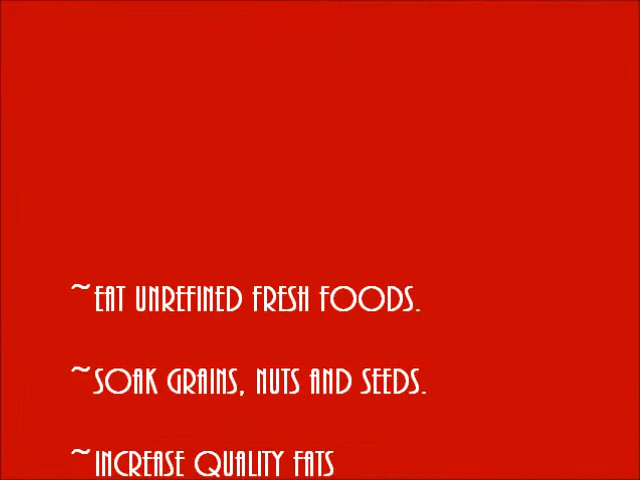 ~EAT UNREFINED FRESH FOODS.
~SOAK GRAINS, NUTS AND SEEDS.
~INCREASE QUALITY FATS